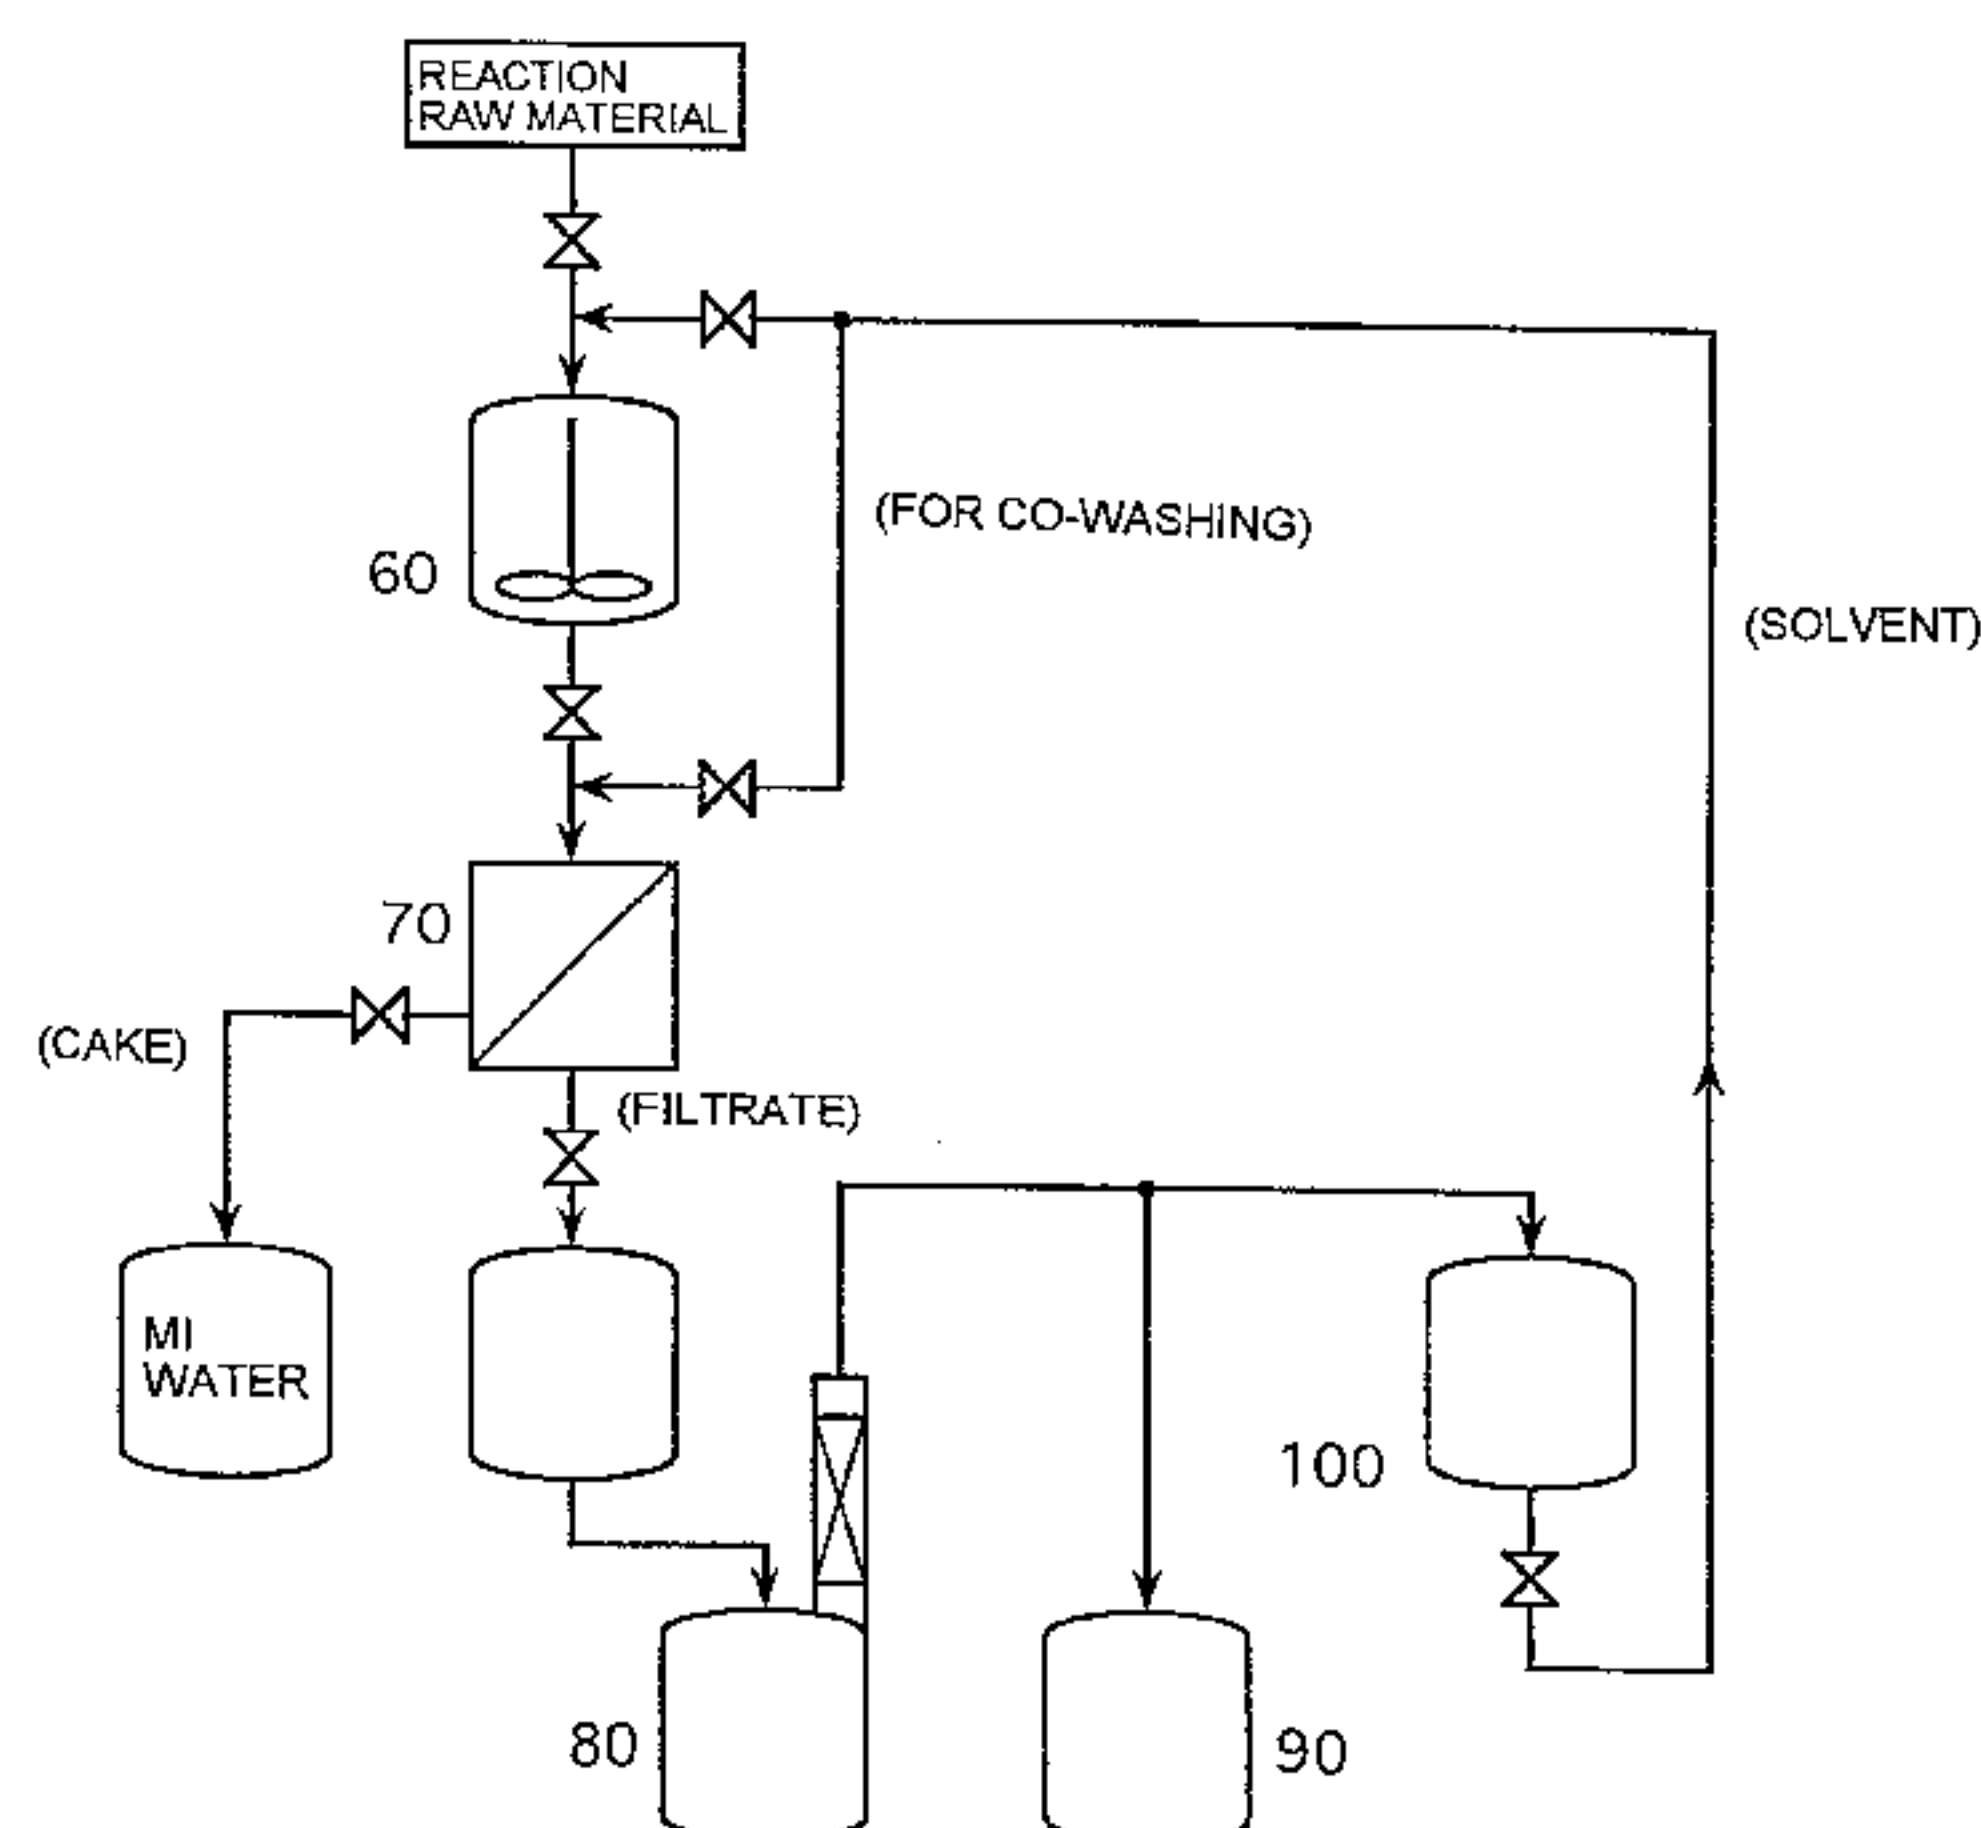 REACTION
RAW MATERIAL
(FOR CO-WASHING)
60
(SOLVENT)
70
(CAKE)
(FILTRATE)
MI
WATER
100
80
90